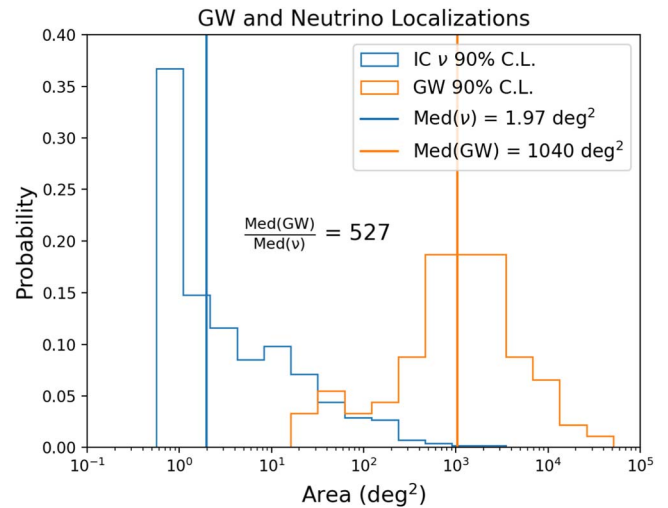 GW and Neutrino Localizations
0.40
0.35
0.30
0.25
0.20
0.15
0.10
0.05
0.00
Probability
IC ν 90% C.L.
GW 90% C.L.
Med(ν) = 1.97 deg²
Med(GW) = 1040 deg²
Med(GW)
Med(ν)
= 527
10⁻¹ 10⁰ 10¹ 10² 10³ 10⁴ 10⁵
Area (deg²)